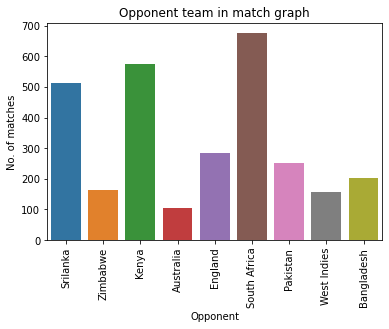 Opponent team in match graph
No. of matches
700
600
500
400
300
200
100
0
Srilanka
Zimbabwe
Kenya
Australia
England
South Africa
Pakistan
West Indies
Bangladesh
Opponent